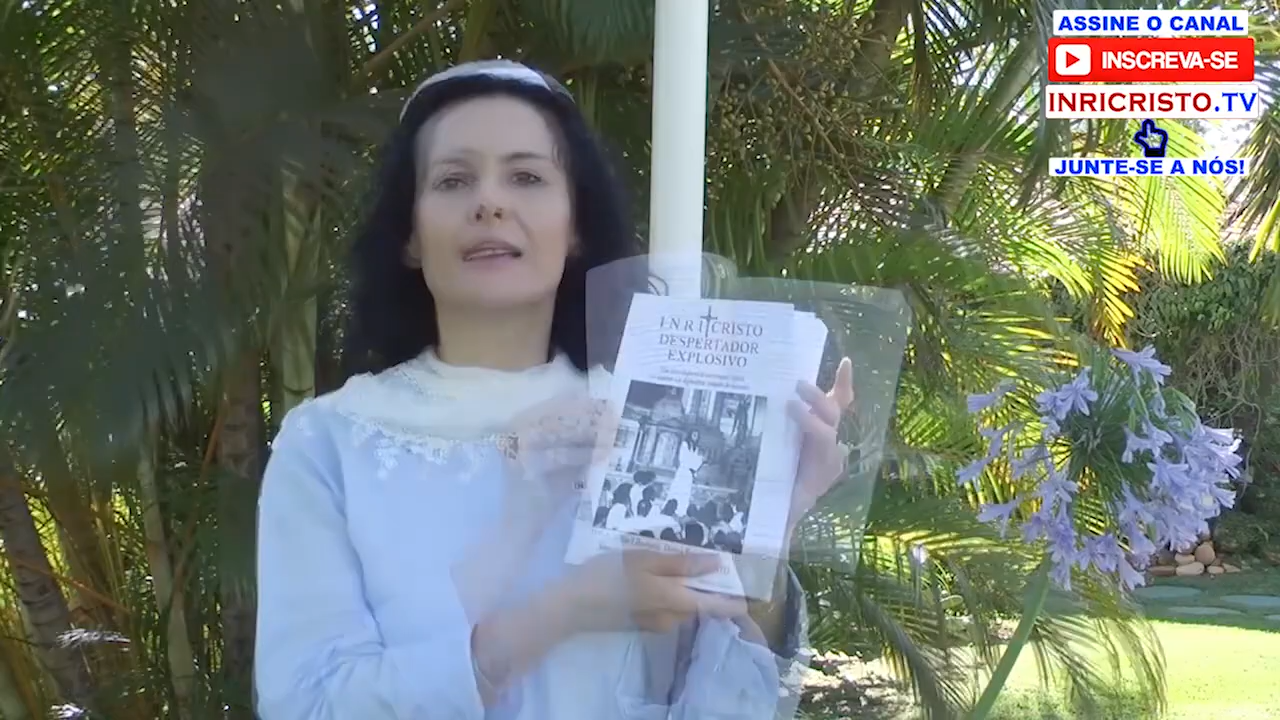 ASSINE O CANAL
INSCREVA-SE
INRICRISTO.TV
JUNTE-SE A NÓS!
INRI CRISTO
DESPERTADOR
EXPLOSIVO